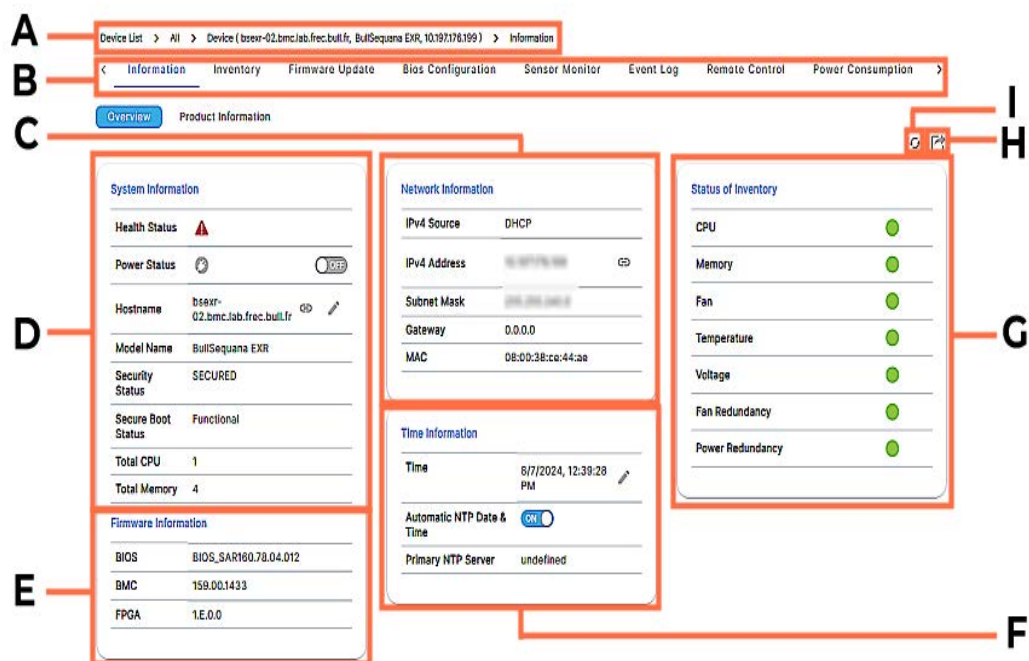 A
Device List > All > Device ( bsexr-02.bmc.lab.frec.bull.fr, BullSequana EXR, 10.197.176.199 ) > Information
B
< Information Inventory Firmware Update Bios Configuration Sensor Monitor Event Log Remote Control Power Consumption >
Overview Product Information
C
I
H
System Information
Health Status
Power Status OFF
Hostname bsexr-
02.bmc.lab.frec.bull.fr
Model Name BullSequana EXR
Security SECURED
Status
Secure Boot Functional
Status
Total CPU 1
Total Memory 4
D
Firmware Information
BIOS BIOS_SAR160.78.04.012
BMC 159.00.1433
FPGA 1.E.0.0
E
Network Information
IPv4 Source DHCP
IPv4 Address
Subnet Mask
Gateway 0.0.0.0
MAC 08:00:38:ce:44:ae
Time Information
Time 8/7/2024, 12:39:28
PM
Automatic NTP Date & ON
Time
Primary NTP Server undefined
F
Status of Inventory
CPU
Memory
Fan
Temperature
Voltage
Fan Redundancy
Power Redundancy
G